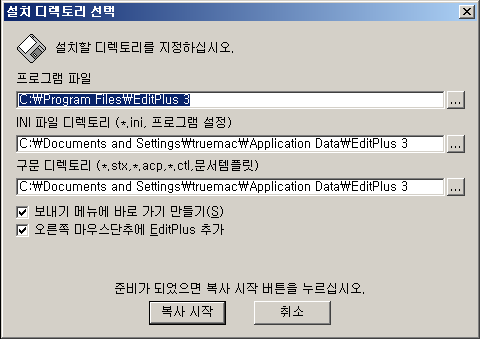 설치 디렉토리 선택
설치할 디렉토리를 지정하십시오.
프로그램 파일
C:₩Program Files₩EditPlus 3
...
INI 파일 디렉토리 (*.ini, 프로그램 설정)
C:₩Documents and Settings₩truemac₩Application Data₩EditPlus 3
...
구문 디렉토리 (*.stx,*.acp,*.ctl,문서템플릿)
C:₩Documents and Settings₩truemac₩Application Data₩EditPlus 3
...
보내기 메뉴에 바로 가기 만들기(S)
오른쪽 마우스단추에 EditPlus 추가
준비가 되었으면 복사 시작 버튼을 누르십시오.
복사 시작 취소